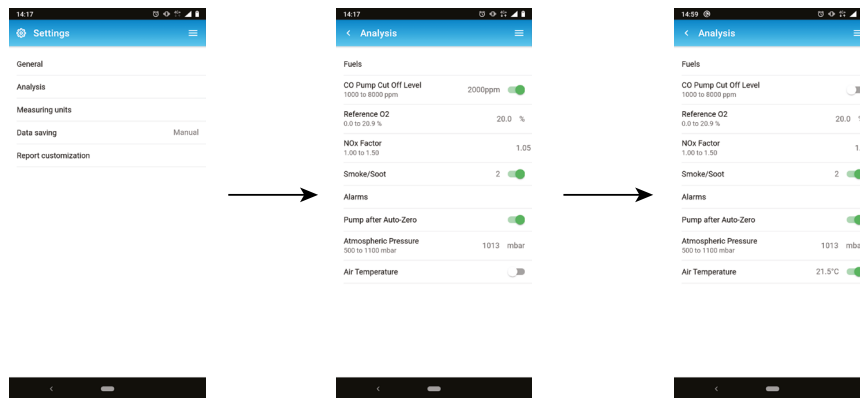 14:17
Settings
General
Analysis
Measuring units
Data saving Manual
Report customization
14:17
Analysis
Fuels
CO Pump Cut Off Level 2000ppm
1000 to 8000 ppm
Reference O2 20.0 %
0.0 to 20.9 %
NOx Factor 1.05
1.00 to 1.50
Smoke/Soot 2
Alarms
Pump after Auto-Zero
Atmospheric Pressure 1013 mbar
500 to 1100 mbar
Air Temperature
14:59
Analysis
Fuels
CO Pump Cut Off Level
1000 to 8000 ppm
Reference O2 20.0
0.0 to 20.9 %
NOx Factor 1.
1.00 to 1.50
Smoke/Soot 2
Alarms
Pump after Auto-Zero
Atmospheric Pressure 1013 mba
500 to 1100 mbar
Air Temperature 21.5°C